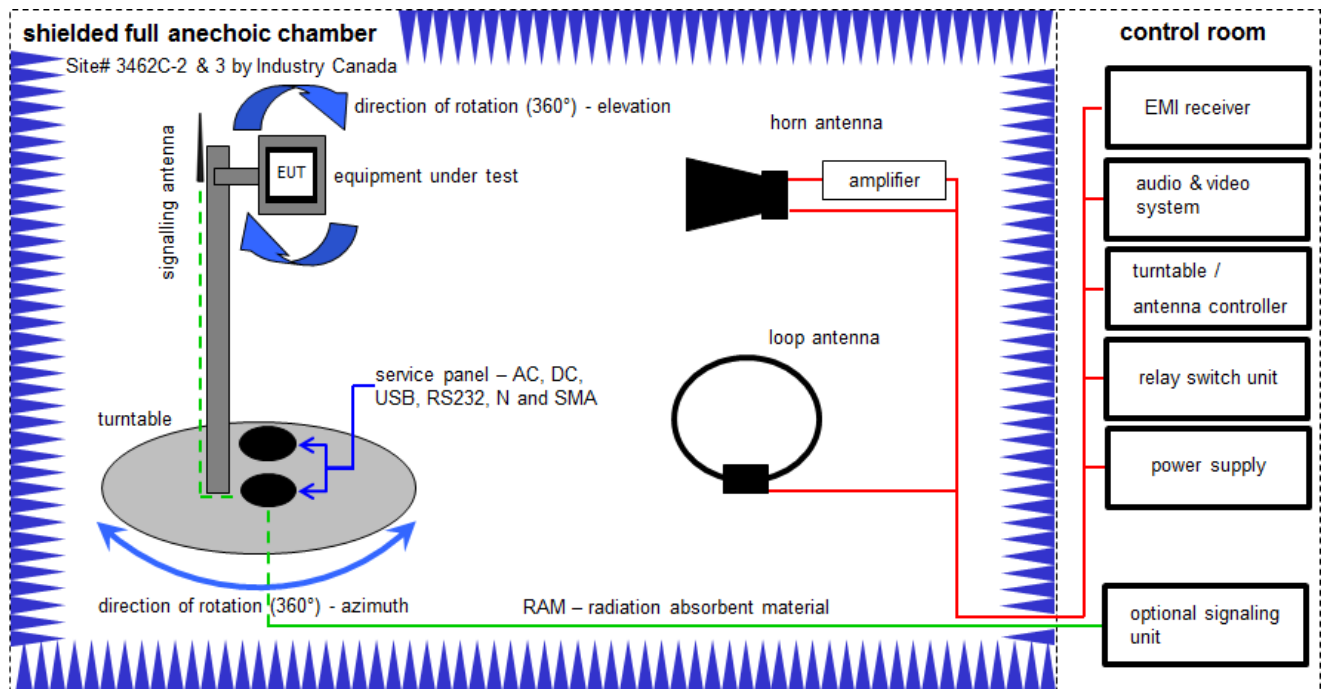 shielded full anechoic chamber
Site# 3462C-2 & 3 by Industry Canada
direction of rotation (360°) - elevation
signalling antenna
EUT
equipment under test
horn antenna
amplifier
loop antenna
service panel – AC, DC,
USB, RS232, N and SMA
turntable
direction of rotation (360°) - azimuth
RAM – radiation absorbent material
control room
EMI receiver
audio & video
system
turntable /
antenna controller
relay switch unit
power supply
optional signaling
unit